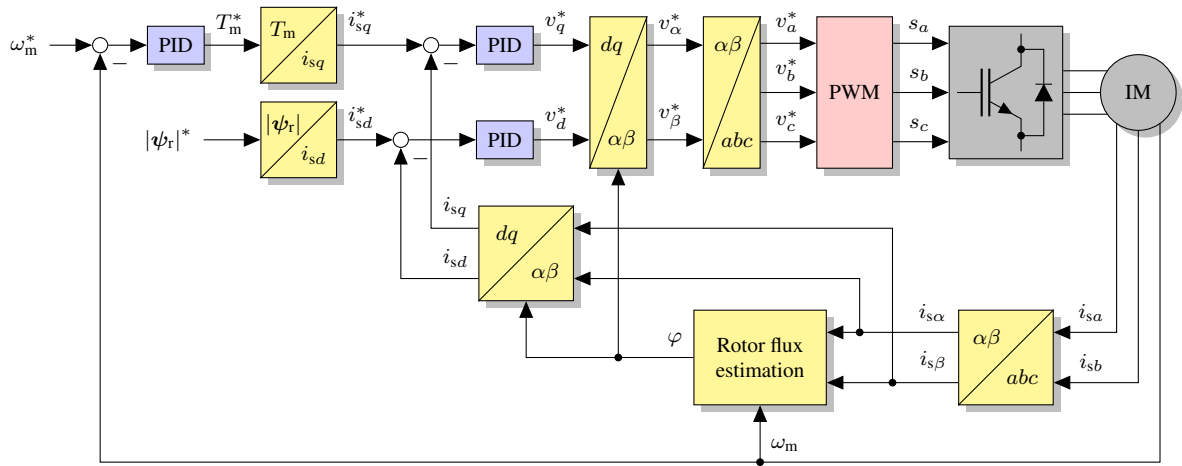 ω*m PID T*m Tm isq i*sq PID v*q dq αβ v*α αβ abc v*a PWM sa IM
v*b sb
|ψr|* |ψr| isd i*sd PID v*d v*β v*c sc
isq dq αβ
isd
φ Rotor flux estimation isα αβ abc isa
isβ isb
ωm
− − −